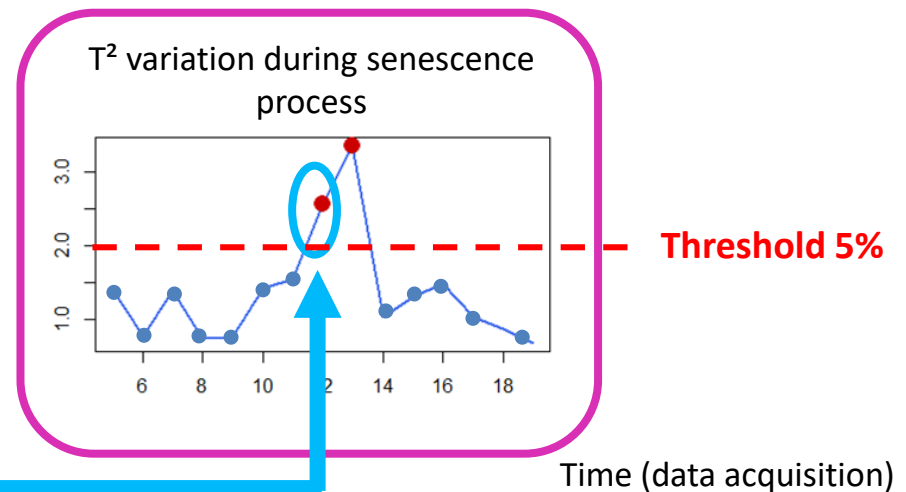 T² variation during senescence
process
3.0
2.0
1.0
Threshold 5%
6 8 10 2 14 16 18
Time (data acquisition)